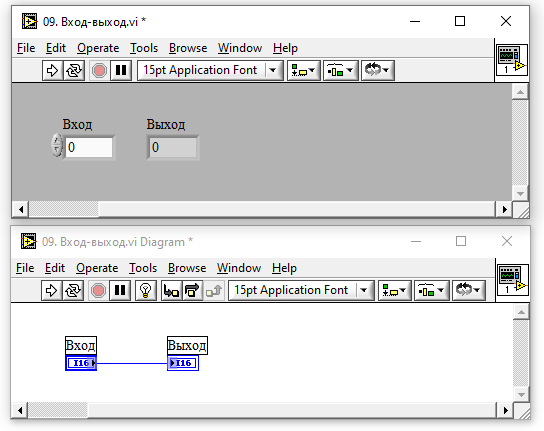 09. Вход-выход.vi *
File Edit Operate Tools Browse Window Help
15pt Application Font
1
Вход Выход
0 0
09. Вход-выход.vi Diagram *
File Edit Operate Tools Browse Window Help
15pt Application Font
1
Вход Выход
I16 I16